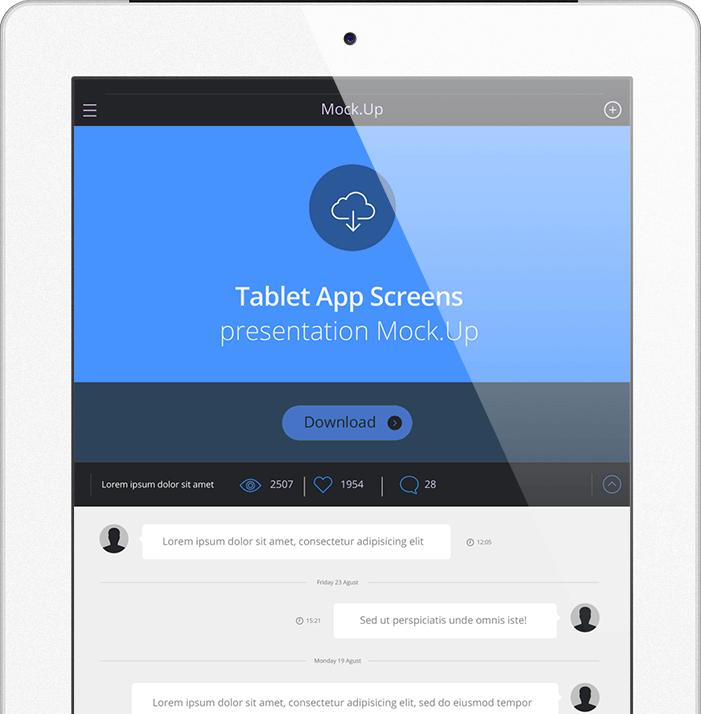 Mock.Up
Tablet App Screens
presentation Mock.Up
Download
Lorem ipsum dolor sit amet 2507 1954 28
Lorem ipsum dolor sit amet, consectetur adipisicing elit 12:05
Friday 23 Agust
15:21 Sed ut perspiciatis unde omnis iste!
Monday 19 Agust
Lorem ipsum dolor sit amet, consectetur adipisicing elit, sed do eiusmod tempor